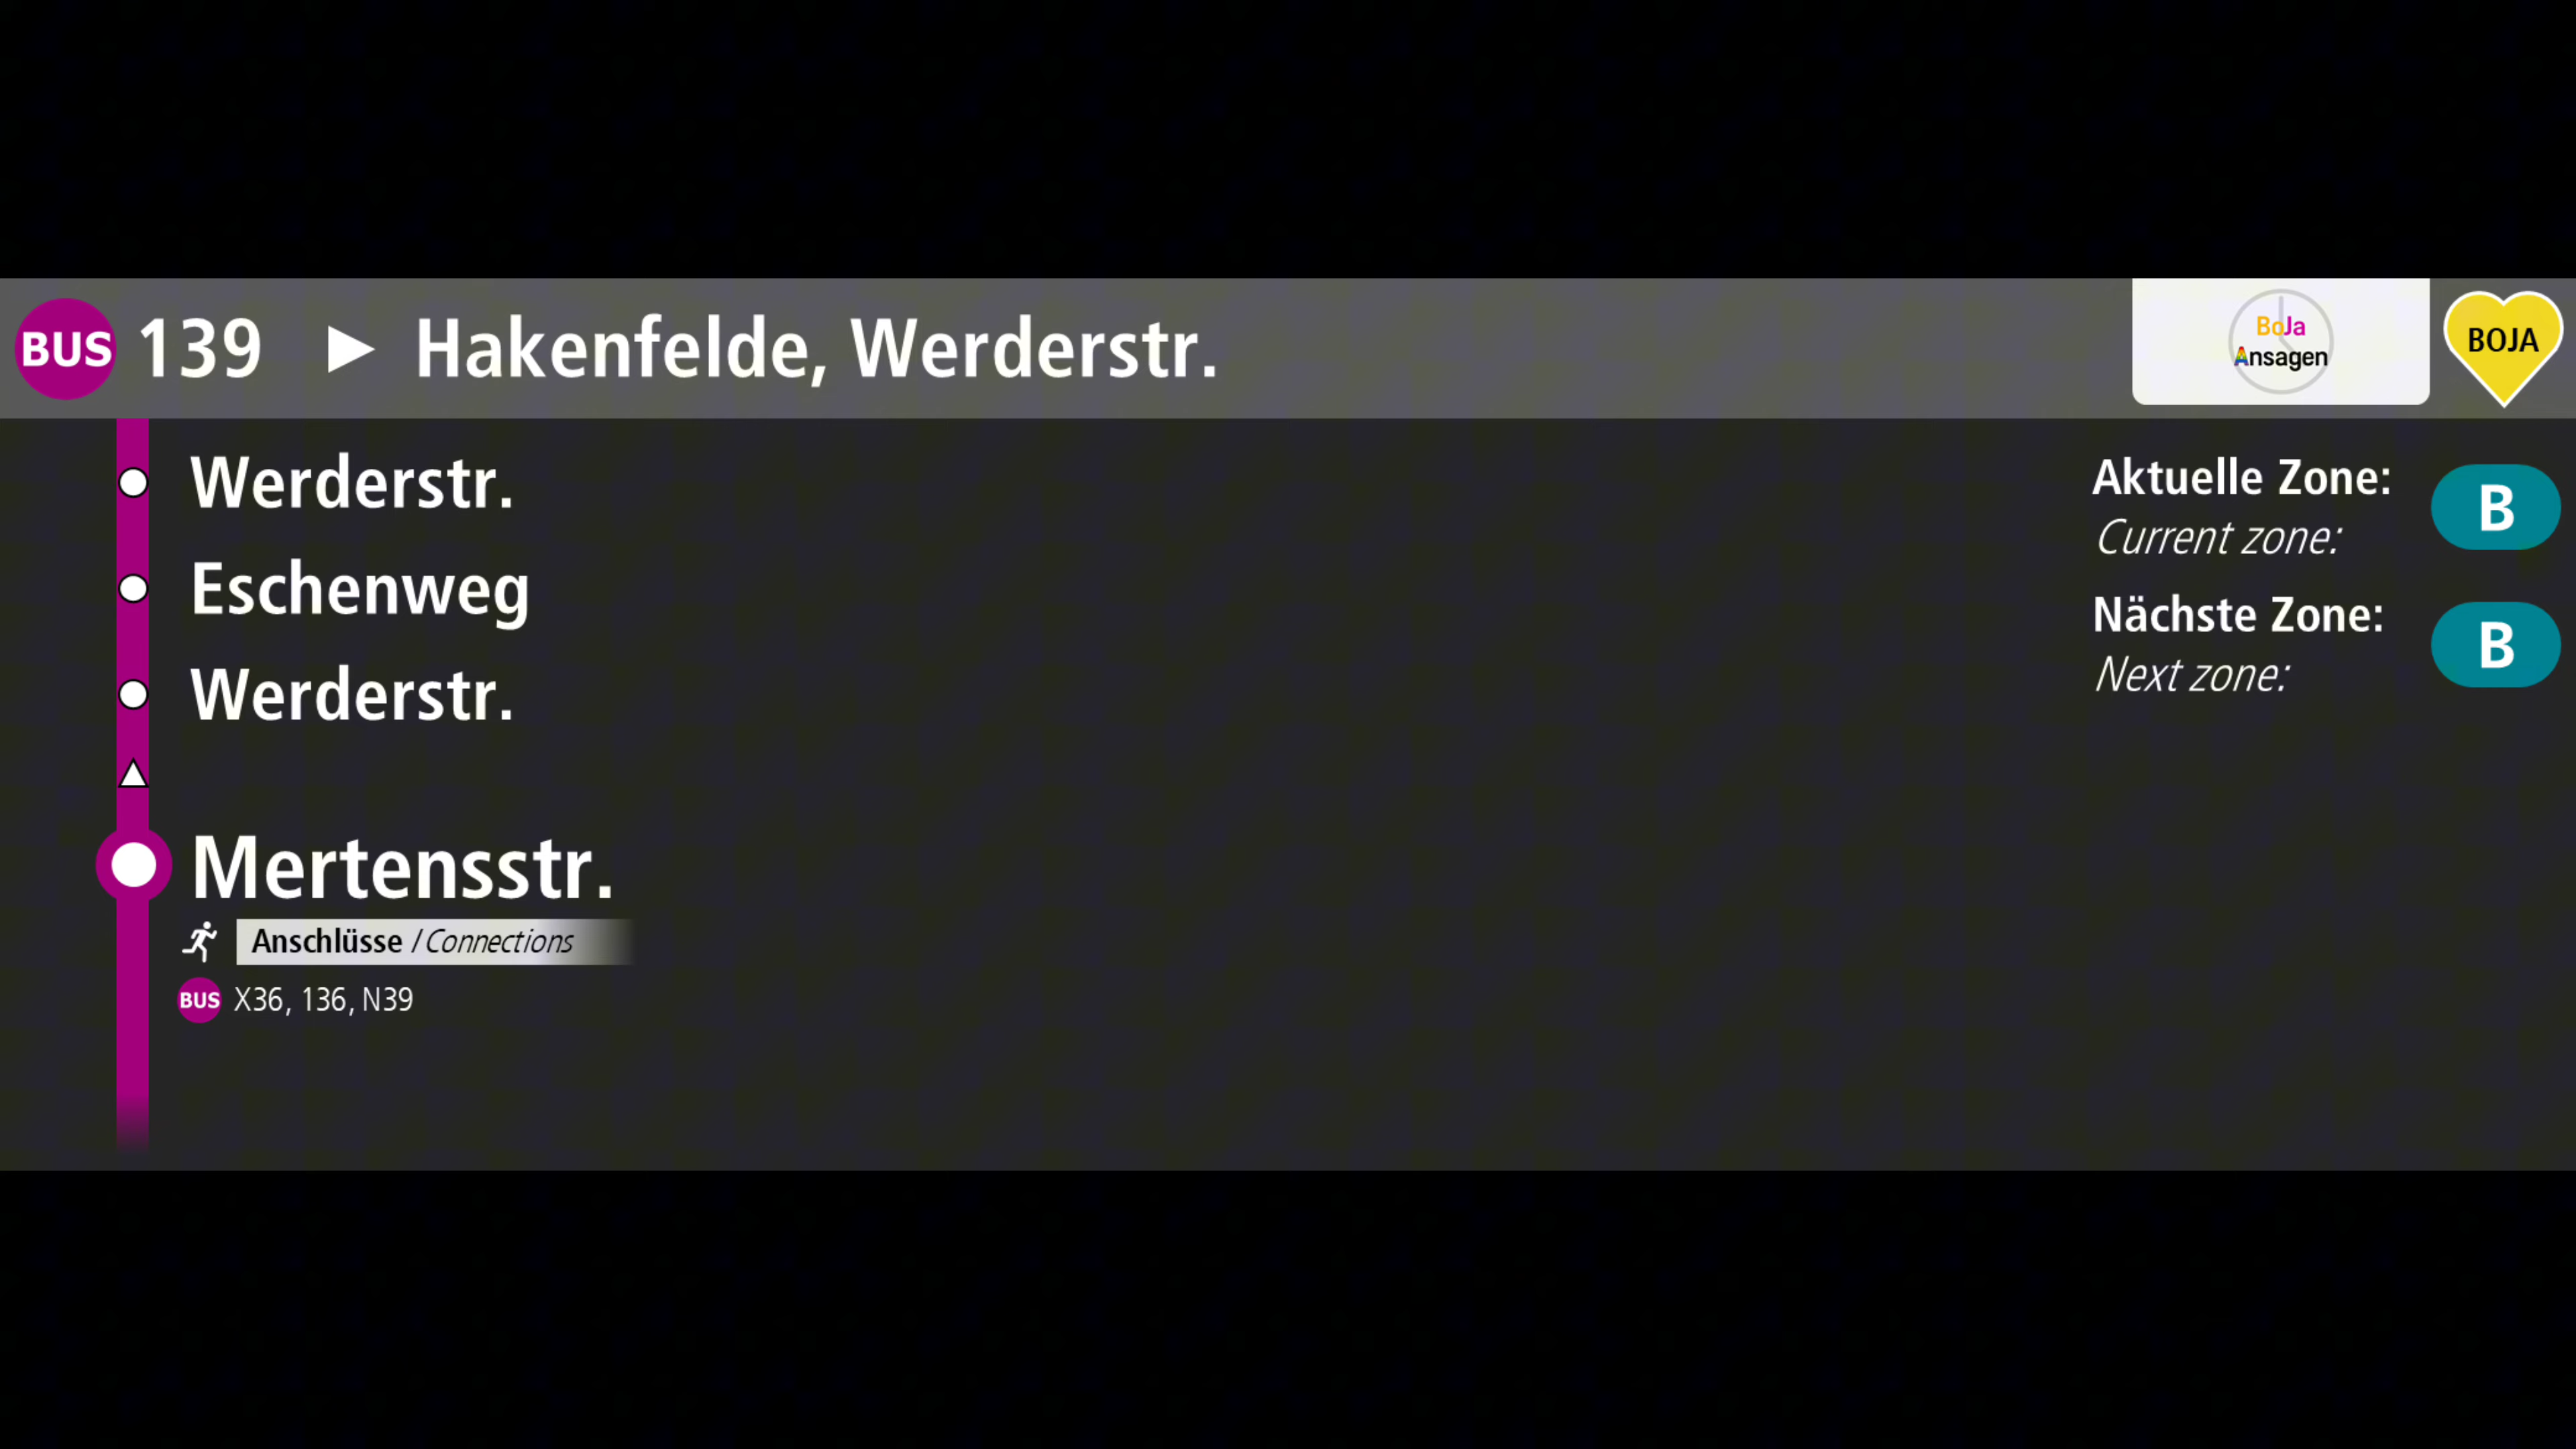 BUS 139 ► Hakenfelde, Werderstr.
BoJa
Ansagen
BOJA
Werderstr.
Eschenweg
Werderstr.
Mertensstr.
Anschlüsse / Connections
BUS X36, 136, N39
Aktuelle Zone: B
Current zone:
Nächste Zone: B
Next zone: